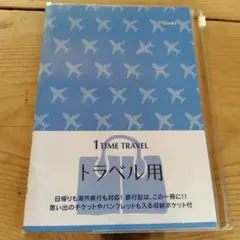 1 TIME TRAVEL
トラベル用
日帰りも海外旅行も対応! 旅行記は、この一冊に!!
思い出のチケットやパンフレットも入る収納ポケット付